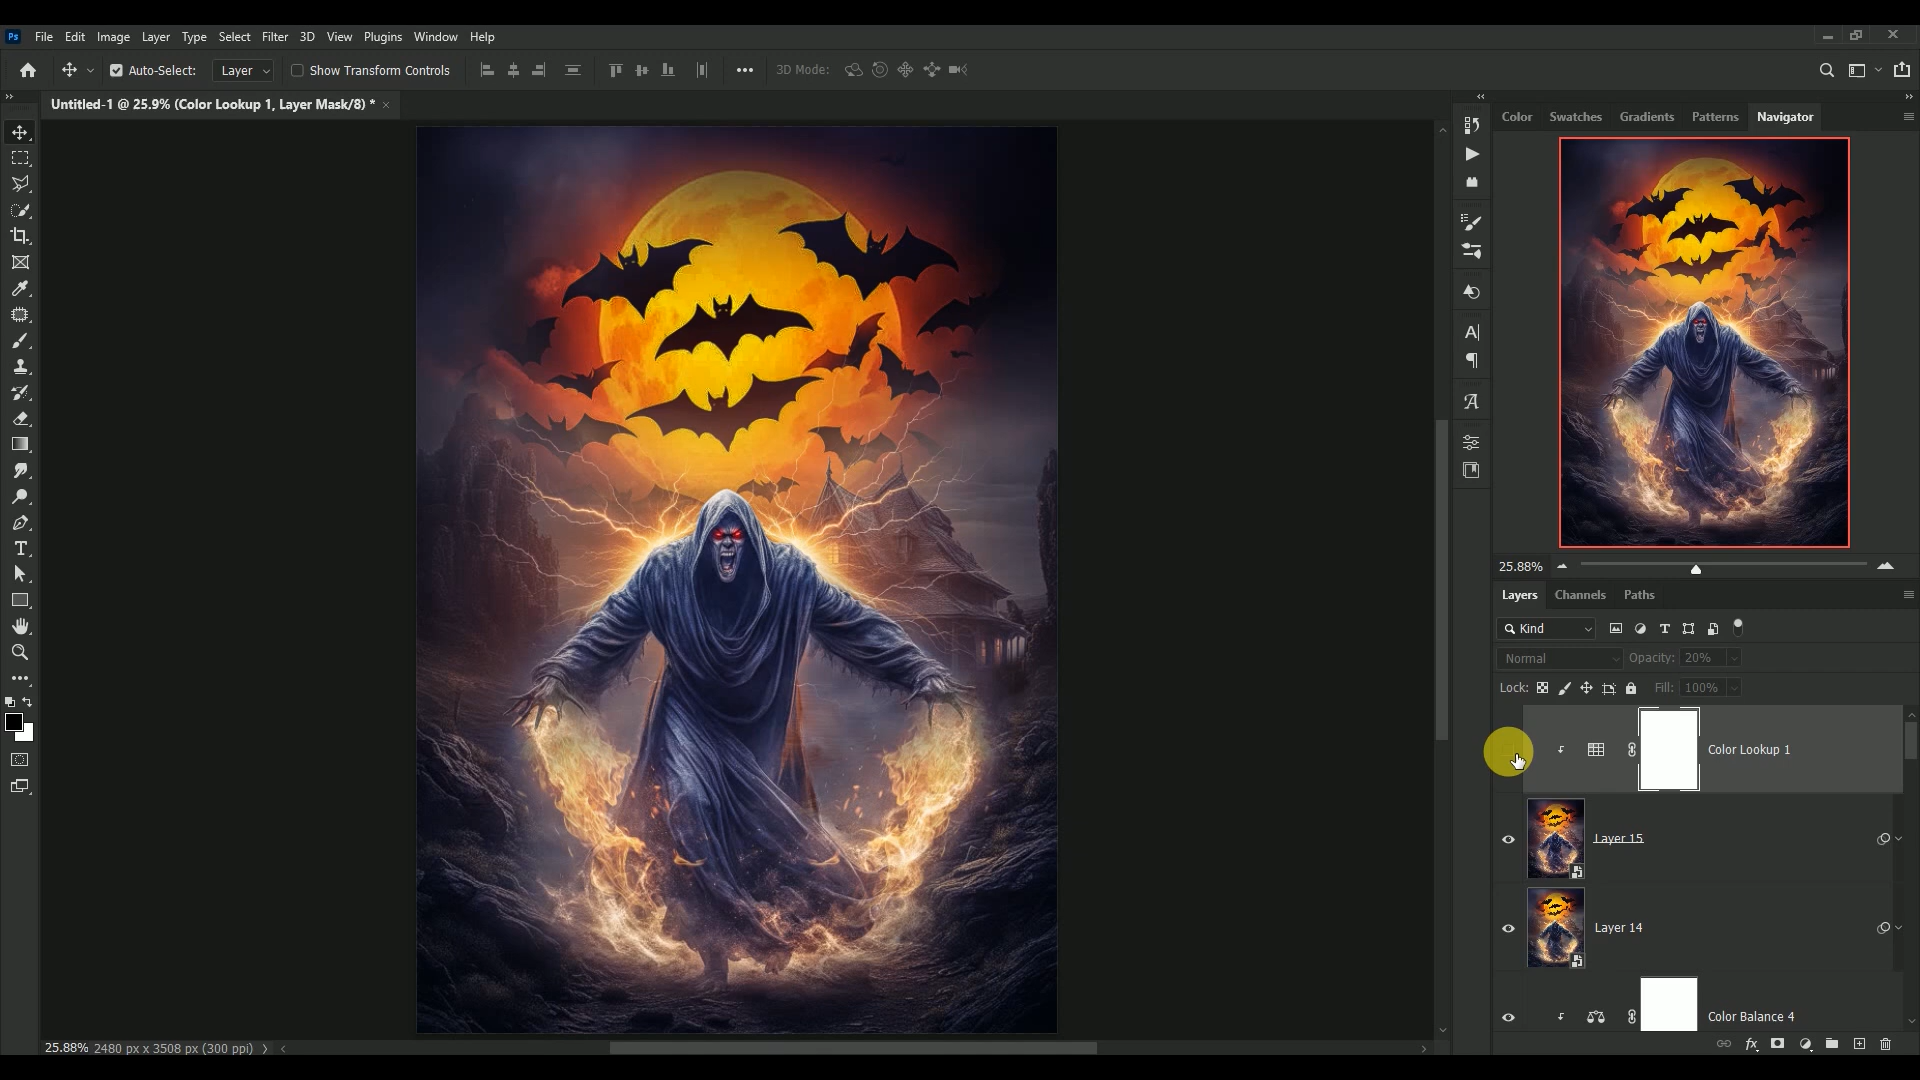 Ps File Edit Image Layer Type Select Filter 3D View Plugins Window Help
Auto-Select: Layer Show Transform Controls 3D Mode:
Untitled-1 @ 25.9% (Color Lookup 1, Layer Mask/8) *
Color Swatches Gradients Patterns Navigator
25.88%
Layers Channels Paths
Kind
Normal Opacity: 20%
Lock: Fill: 100%
Color Lookup 1
Layer 15
Layer 14
Color Balance 4
fx
25.88% 2480 px x 3508 px (300 ppi)